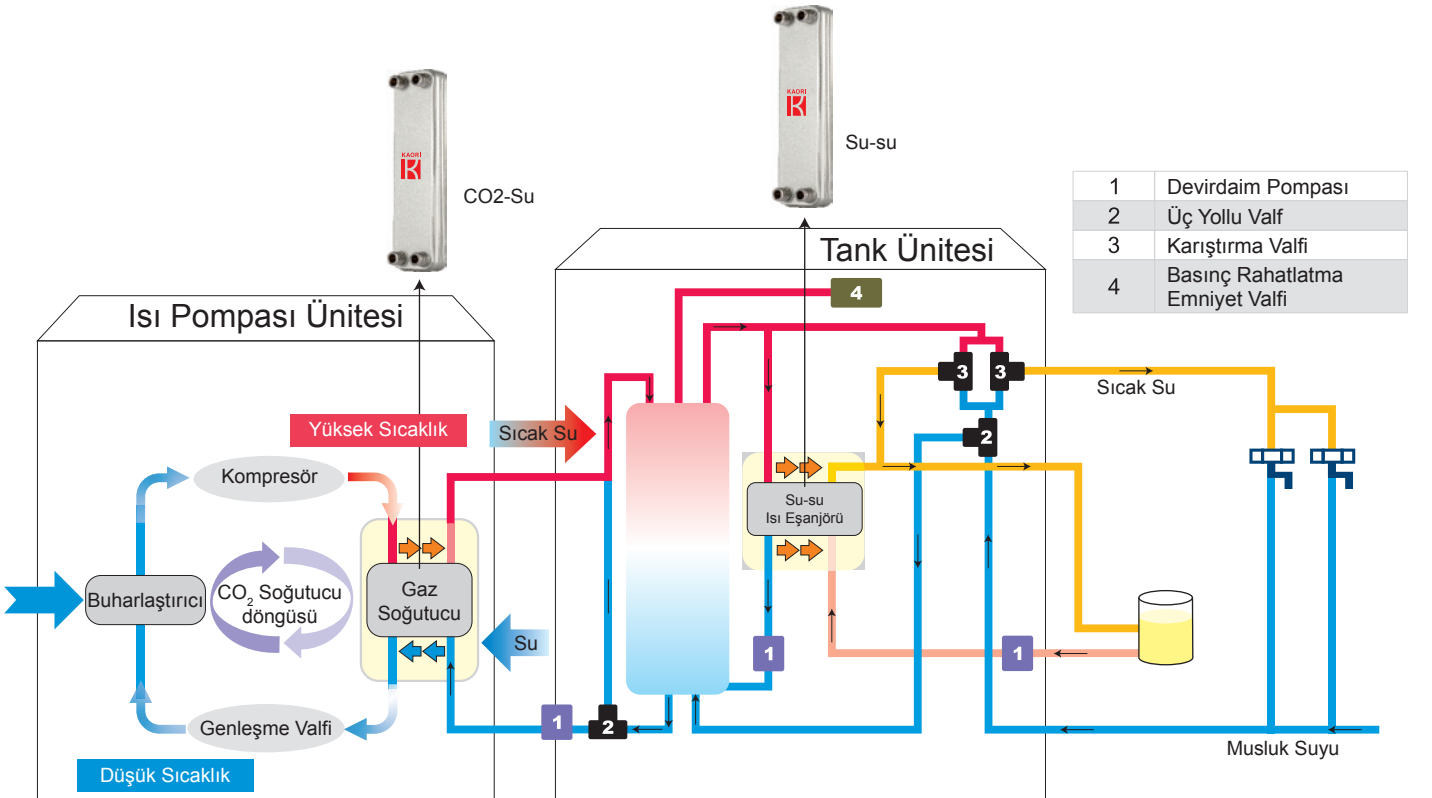 KAORI
Su-su
KAORI
CO2-Su
1 Devirdaim Pompası
2 Üç Yollu Valf
3 Karıştırma Valfi
4 Basınç Rahatlatma
Emniyet Valfi
Tank Ünitesi
Isı Pompası Ünitesi
4
3
3
Sıcak Su
Yüksek Sıcaklık
Sıcak Su
2
Kompresör
Su-su
Isı Eşanjörü
Buharlaştırıcı
CO2 Soğutucu
döngüsü
Gaz
Soğutucu
Su
1
1
Genleşme Valfi
1
2
Musluk Suyu
Düşük Sıcaklık